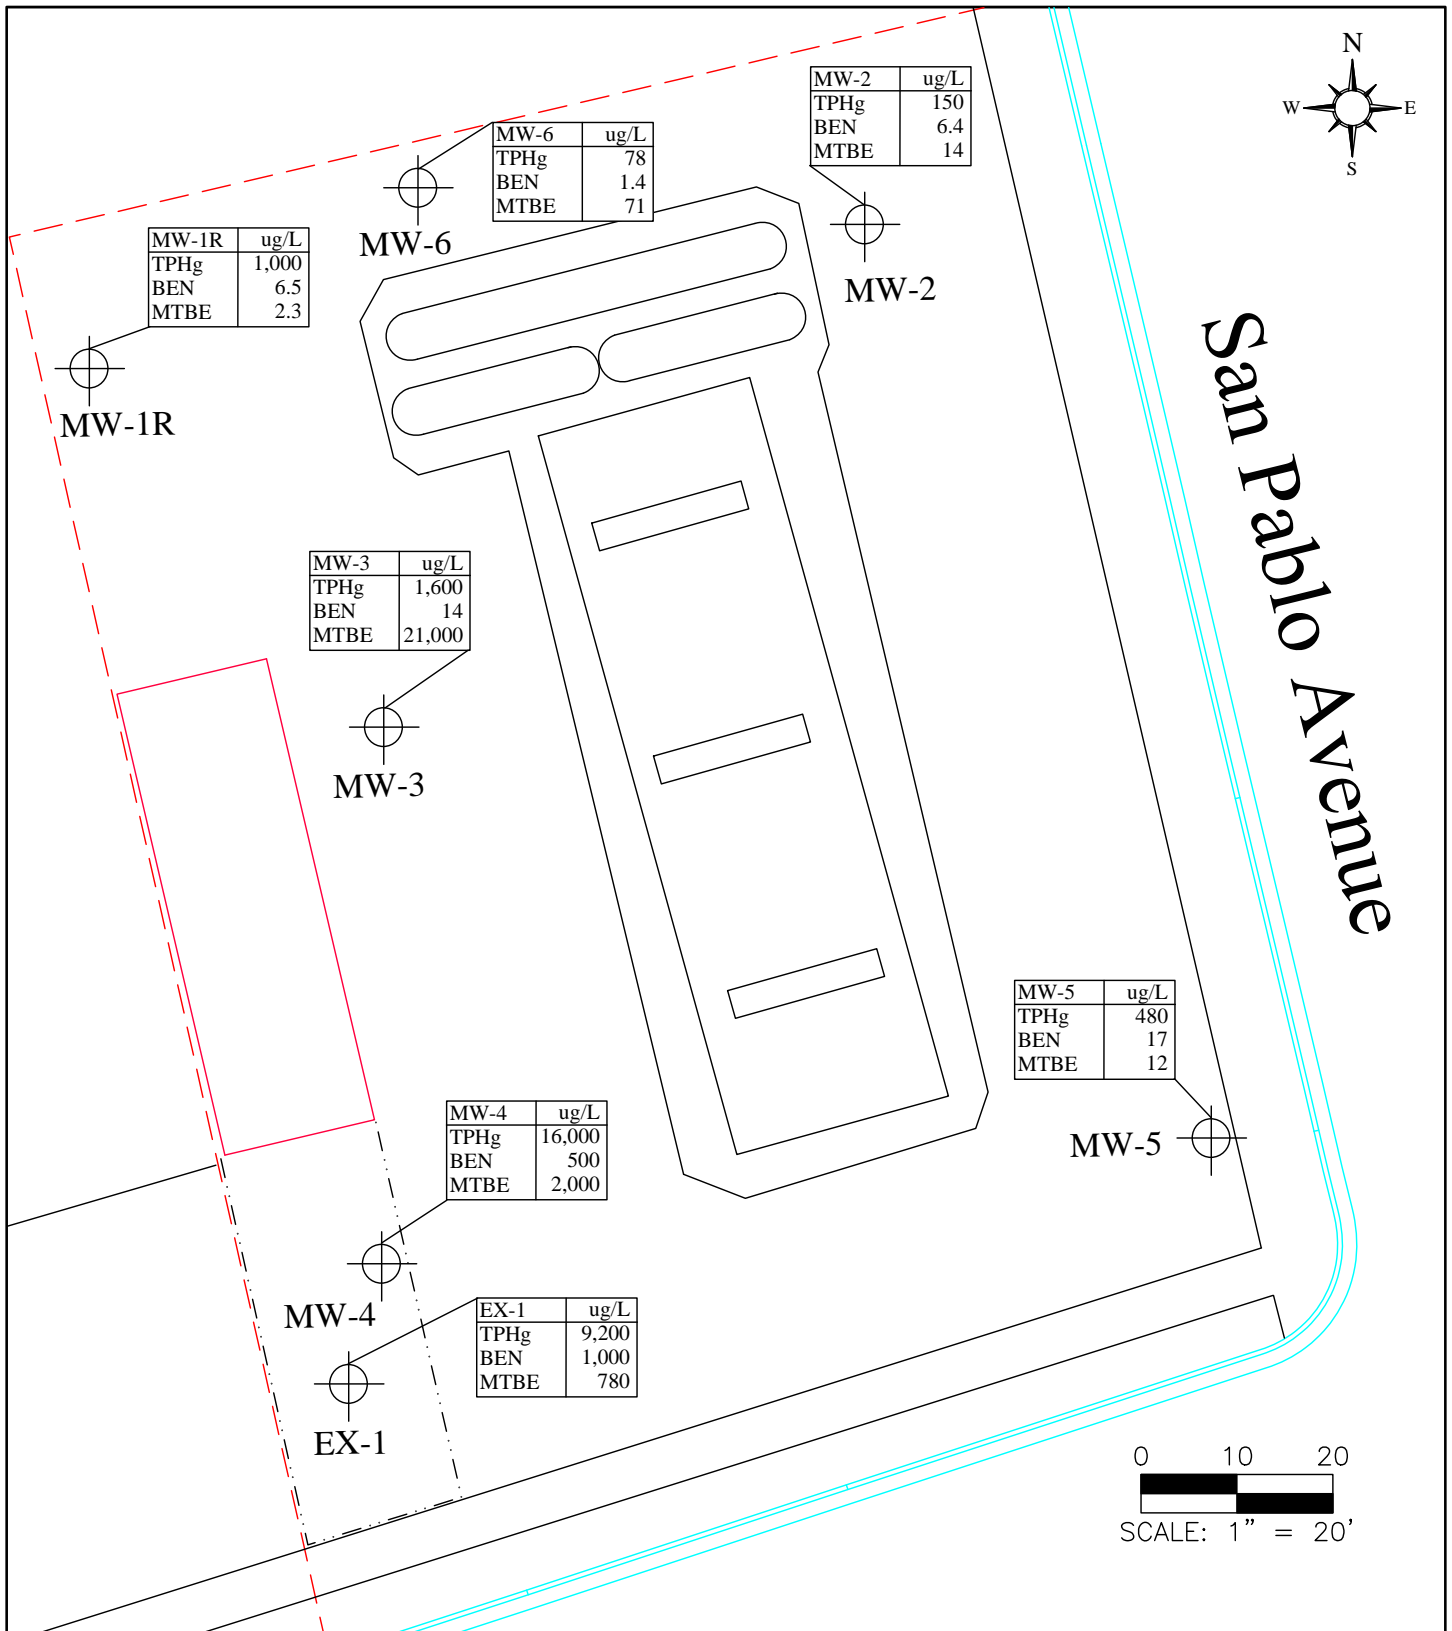 N
W E
S
MW-2 ug/L
TPHg 150
BEN 6.4
MTBE 14
MW-2
MW-6 ug/L
TPHg 78
BEN 1.4
MTBE 71
MW-6
MW-1R ug/L
TPHg 1,000
BEN 6.5
MTBE 2.3
MW-1R
San Pablo Avenue
MW-3 ug/L
TPHg 1,600
BEN 14
MTBE 21,000
MW-3
MW-5 ug/L
TPHg 480
BEN 17
MTBE 12
MW-5
MW-4 ug/L
TPHg 16,000
BEN 500
MTBE 2,000
MW-4
EX-1 ug/L
TPHg 9,200
BEN 1,000
MTBE 780
EX-1
0 10 20
SCALE: 1" = 20'